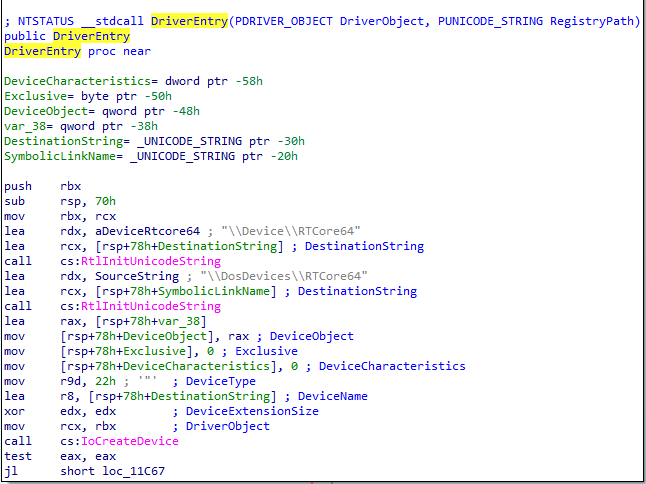 ; NTSTATUS __stdcall DriverEntry(PDRIVER_OBJECT DriverObject, PUNICODE_STRING RegistryPath)
public DriverEntry
DriverEntry proc near
DeviceCharacteristics= dword ptr -58h
Exclusive= byte ptr -50h
DeviceObject= qword ptr -48h
var_38= qword ptr -38h
DestinationString= _UNICODE_STRING ptr -30h
SymbolicLinkName= _UNICODE_STRING ptr -20h
push rbx
sub rsp, 70h
mov rbx, rcx
lea rdx, aDeviceRtcore64 ; "\\Device\\RTCore64"
lea rcx, [rsp+78h+DestinationString] ; DestinationString
call cs:RtlInitUnicodeString
lea rdx, SourceString ; "\\DosDevices\\RTCore64"
lea rcx, [rsp+78h+SymbolicLinkName] ; DestinationString
call cs:RtlInitUnicodeString
lea rax, [rsp+78h+var_38]
mov [rsp+78h+DeviceObject], rax ; DeviceObject
mov [rsp+78h+Exclusive], 0 ; Exclusive
mov [rsp+78h+DeviceCharacteristics], 0 ; DeviceCharacteristics
mov r9d, 22h ; '"' ; DeviceType
lea r8, [rsp+78h+DestinationString] ; DeviceName
xor edx, edx ; DeviceExtensionSize
mov rcx, rbx ; DriverObject
call cs:IoCreateDevice
test eax, eax
jl short loc_11C67